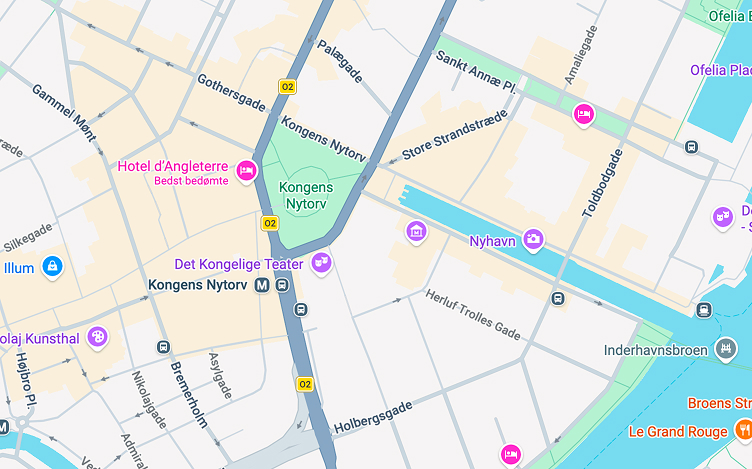 Ofelia B
Palægade
Sankt Annæ Pl.
Amaliegade
Ofelia Plac
Gothersgade
O2
Gammel Mønt
Kongens Nytorv
Store Strandstræde
Hotel d'Angleterre
Bedst bedømte
Kongens
Nytorv
Toldbodgade
O2
Silkegade
Nyhavn
Illum
Det Kongelige Teater
Kongens Nytorv
M
Herluf Trolles Gade
olaj Kunsthal
Inderhavnsbroen
Højbro Pl.
Asylgade
Nikolajgade
Bremerholm
O2
Holbergsgade
Broens Str
Le Grand Rouge
M
Admiral